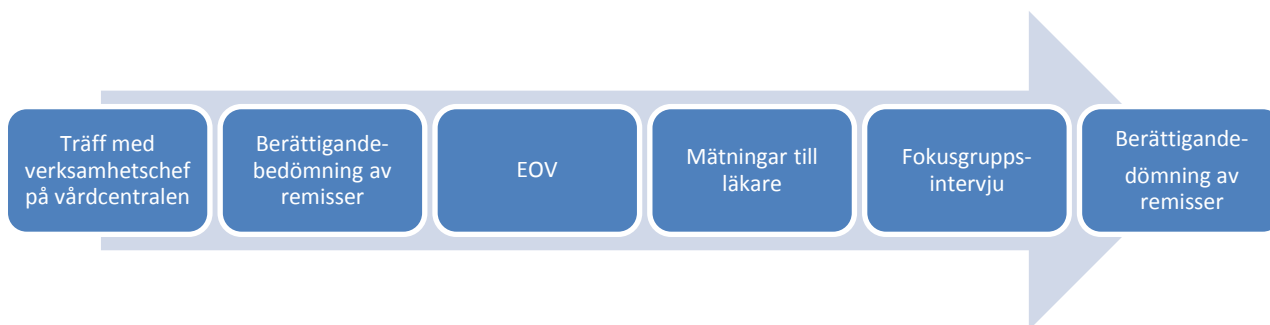 Träff med
verksamhetschef
på vårdcentralen
Berättigande-
bedömning av
remisser
EOV
Mätningar till
läkare
Fokusgrupps-
intervju
Berättigande-
dömning av
remisser